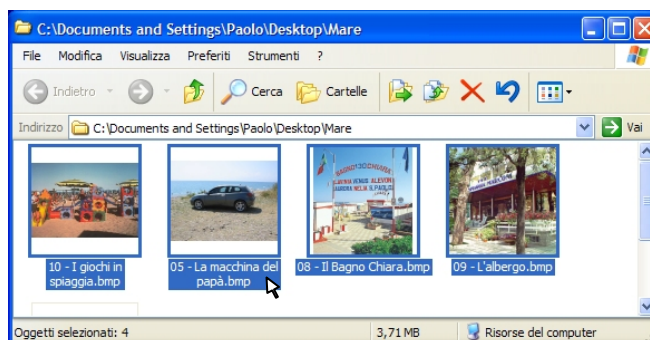 C:\Documents and Settings\Paolo\Desktop\Mare
File Modifica Visualizza Preferiti Strumenti ?
Indietro Cerca Cartelle
Indirizzo C:\Documents and Settings\Paolo\Desktop\Mare Vai
BAGNO CHIARA
10 - I giochi in
spiaggia.bmp
05 - La macchina del
papà.bmp
08 - Il Bagno Chiara.bmp
09 - L'albergo.bmp
Oggetti selezionati: 4 3,71 MB Risorse del computer